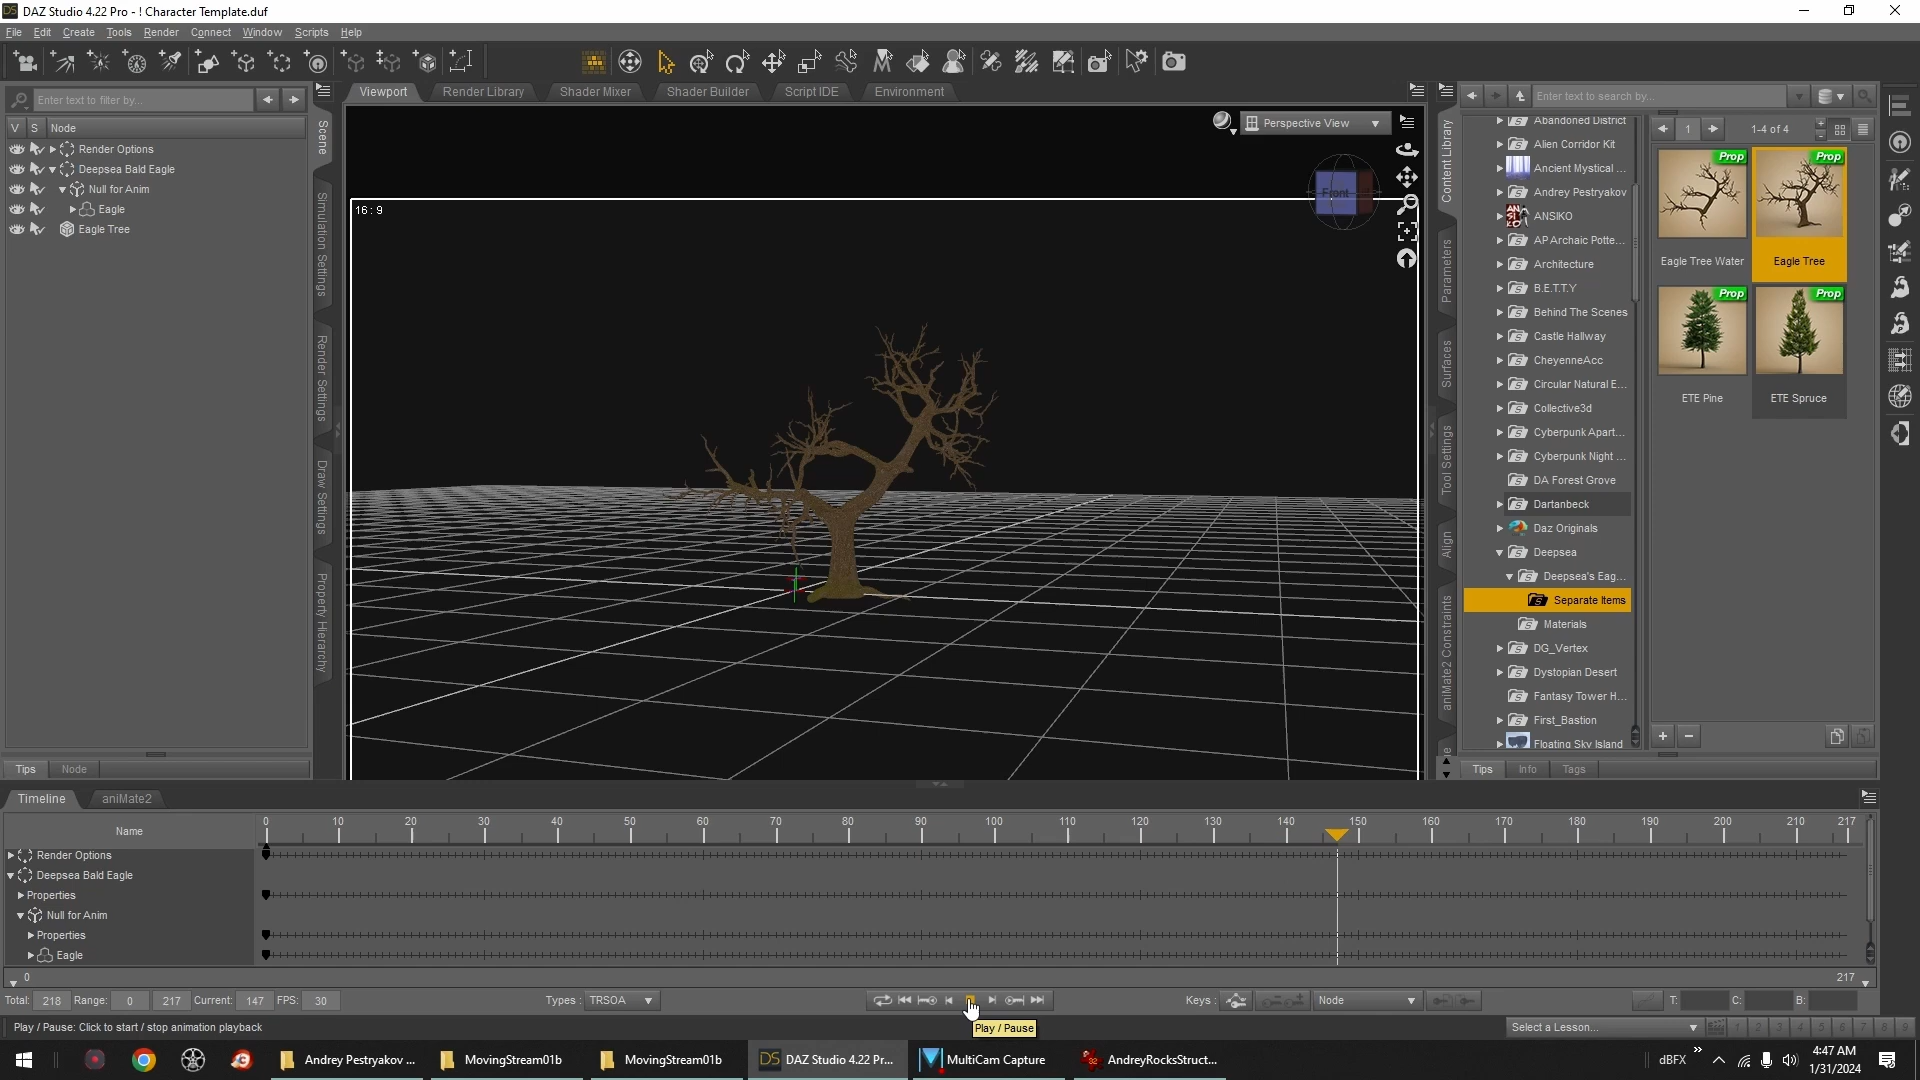 DAZ Studio 4.22 Pro - ! Character Template.duf
File Edit Create Tools Render Connect Window Scripts Help
Enter text to filter by...
V S Node
Render Options
Deepsea Bald Eagle
Null for Anim
Eagle
Eagle Tree
Tips Node
Scene
Simulation Settings
Render Settings
Draw Settings
Property Hierarchy
Viewport Render Library Shader Mixer Shader Builder Script IDE Environment
Perspective View
16 : 9
Front
Content Library
Parameters
Surfaces
Tool Settings
Align
aniMate2 Constraints
Enter text to search by...
Abandoned District
Alien Corridor Kit
Ancient Mystical ...
Andrey Pestryakov
ANSIKO
AP Archaic Potte...
Architecture
B.E.T.T.Y
Behind The Scenes
Castle Hallway
CheyenneAcc
Circular Natural E...
Collective3d
Cyberpunk Apart...
Cyberpunk Night ...
DA Forest Grove
Dartanbeck
Daz Originals
Deepsea
Deepsea's Eag...
Separate Items
Materials
DG_Vertex
Dystopian Desert
Fantasy Tower H...
First_Bastion
Floating Sky Island
1 1-4 of 4
Prop Prop
Eagle Tree Water Eagle Tree
Prop Prop
ETE Pine ETE Spruce
Tips Info Tags
Timeline aniMate2
Name
0 10 20 30 40 50 60 70 80 90 100 110 120 130 140 150 160 170 180 190 200 210 217
Render Options
Deepsea Bald Eagle
Properties
Null for Anim
Properties
Eagle
0 217
Total: 218 Range: 0 217 Current: 147 FPS: 30 Types : TRSOA Keys : Node T: C: B:
Play / Pause
Play / Pause: Click to start / stop animation playback
Select a Lesson... 1 2 3 4 5 6 7 8 9
Andrey Pestryakov ... MovingStream01b MovingStream01b DAZ Studio 4.22 Pr... MultiCam Capture AndreyRocksStruct... dBFX
4:47 AM
1/31/2024